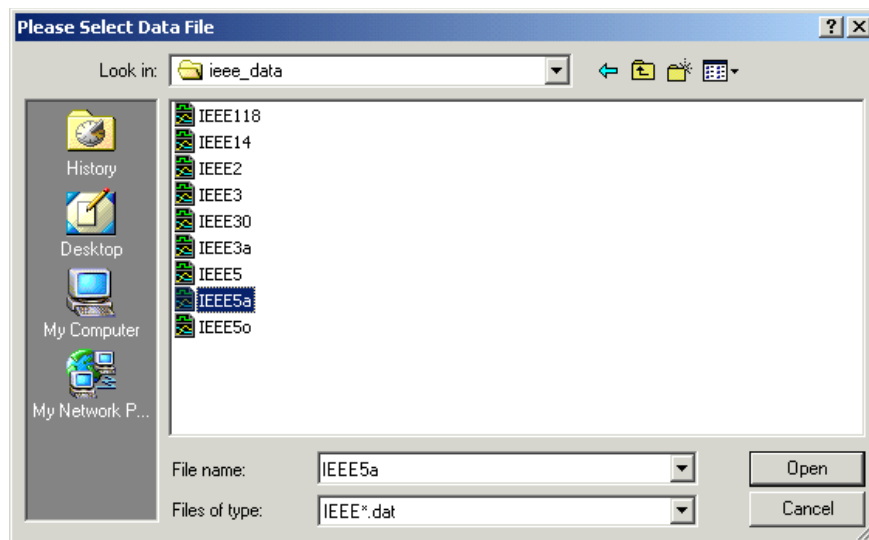 Please Select Data File
Look in: ieee_data
History
Desktop
My Computer
My Network P...
IEEE118
IEEE14
IEEE2
IEEE3
IEEE30
IEEE3a
IEEE5
IEEE5a
IEEE5o
File name: IEEE5a Open
Files of type: IEEE*.dat Cancel